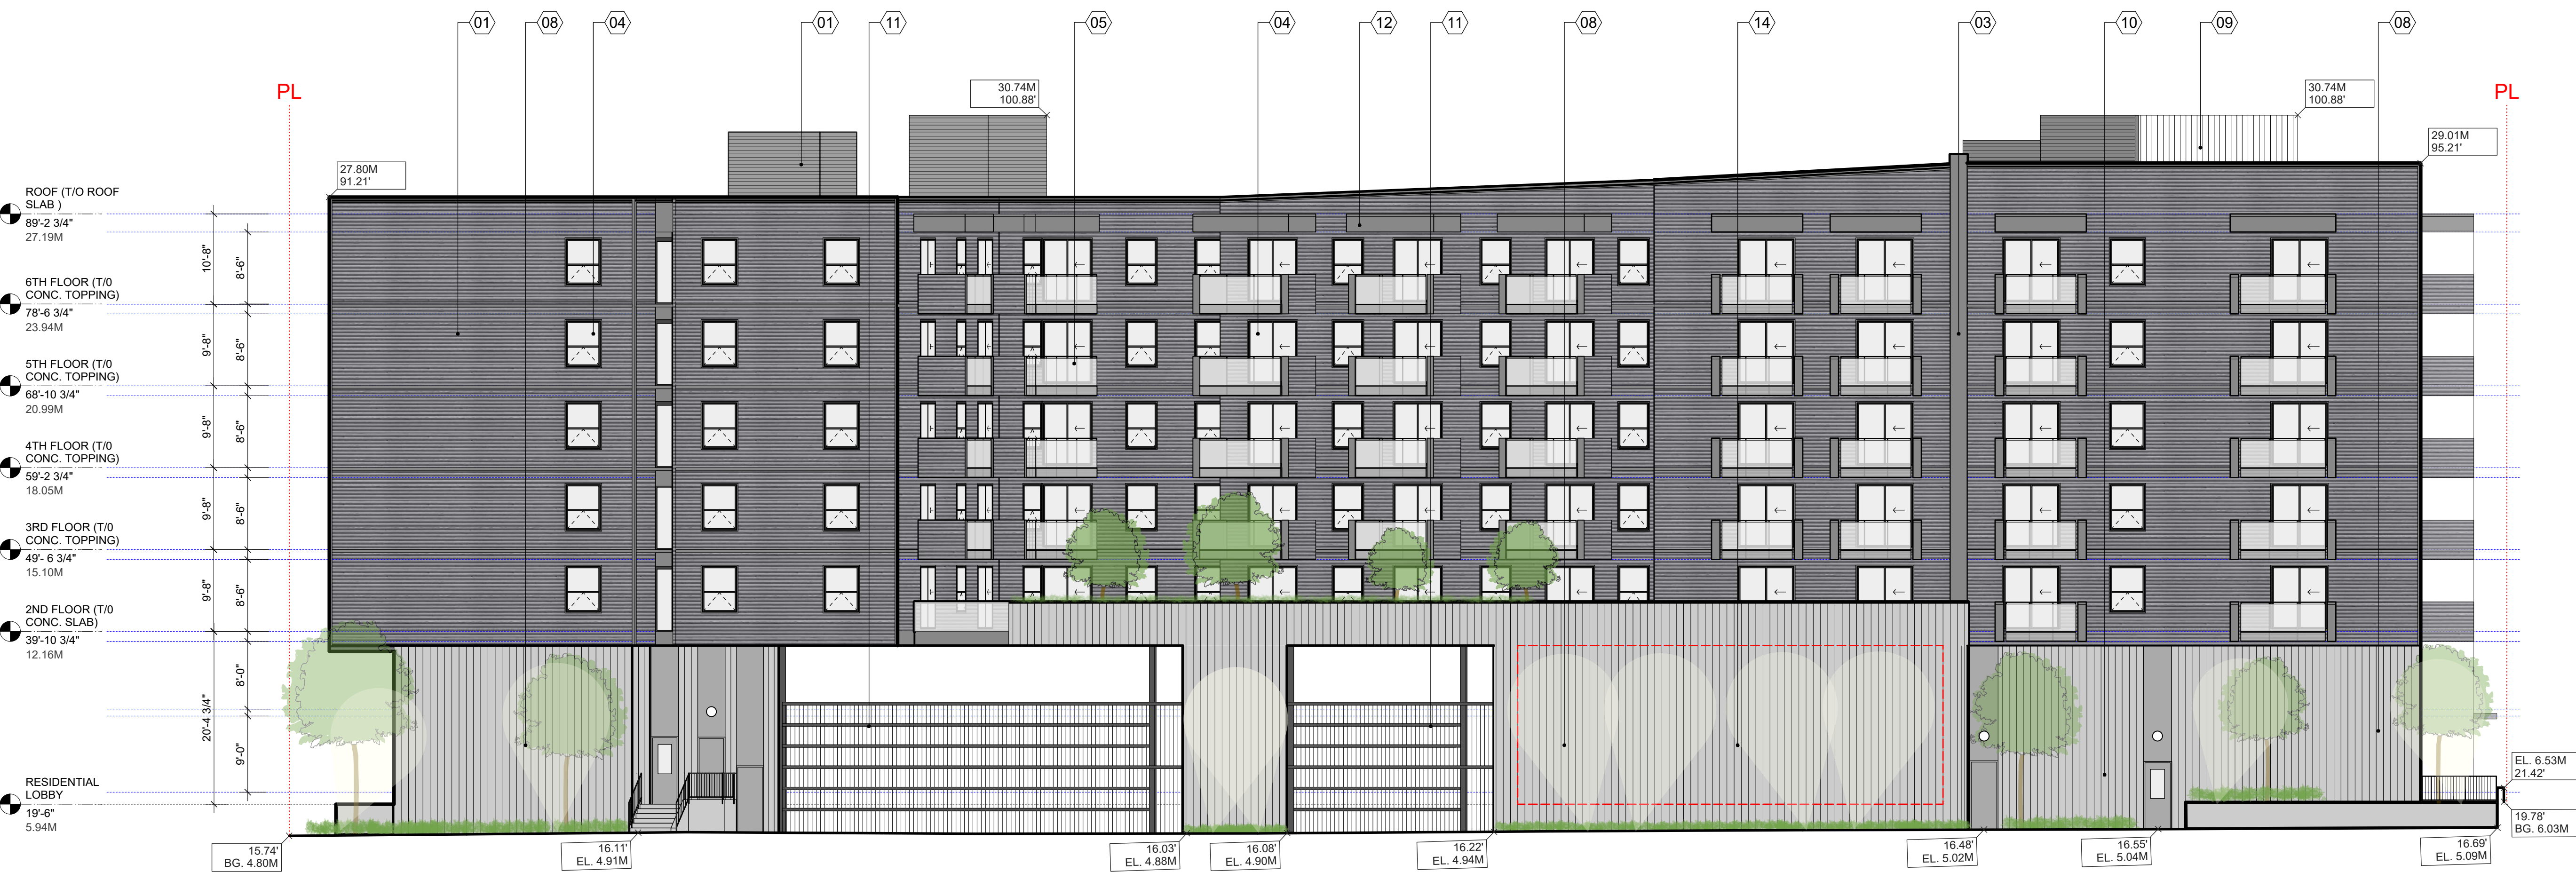 01
08
04
01
11
05
04
12
11
08
14
03
10
09
08
PL
PL
30.74M
100.88'
30.74M
100.88'
29.01M
95.21'
27.80M
91.21'
ROOF (T/O ROOF
SLAB )
89'-2 3/4"
27.19M
10'-8"
8'-6"
6TH FLOOR (T/0
CONC. TOPPING)
78'-6 3/4"
23.94M
9'-8"
8'-6"
5TH FLOOR (T/0
CONC. TOPPING)
68'-10 3/4"
20.99M
9'-8"
8'-6"
4TH FLOOR (T/0
CONC. TOPPING)
59'-2 3/4"
18.05M
9'-8"
8'-6"
3RD FLOOR (T/0
CONC. TOPPING)
49'- 6 3/4"
15.10M
9'-8"
8'-6"
2ND FLOOR (T/0
CONC. SLAB)
39'-10 3/4"
12.16M
20'-4 3/4"
8'-0"
9'-0"
RESIDENTIAL
LOBBY
19'-6"
5.94M
EL. 6.53M
21.42'
19.78'
BG. 6.03M
15.74'
BG. 4.80M
16.11'
EL. 4.91M
16.03'
EL. 4.88M
16.08'
EL. 4.90M
16.22'
EL. 4.94M
16.48'
EL. 5.02M
16.55'
EL. 5.04M
16.69'
EL. 5.09M